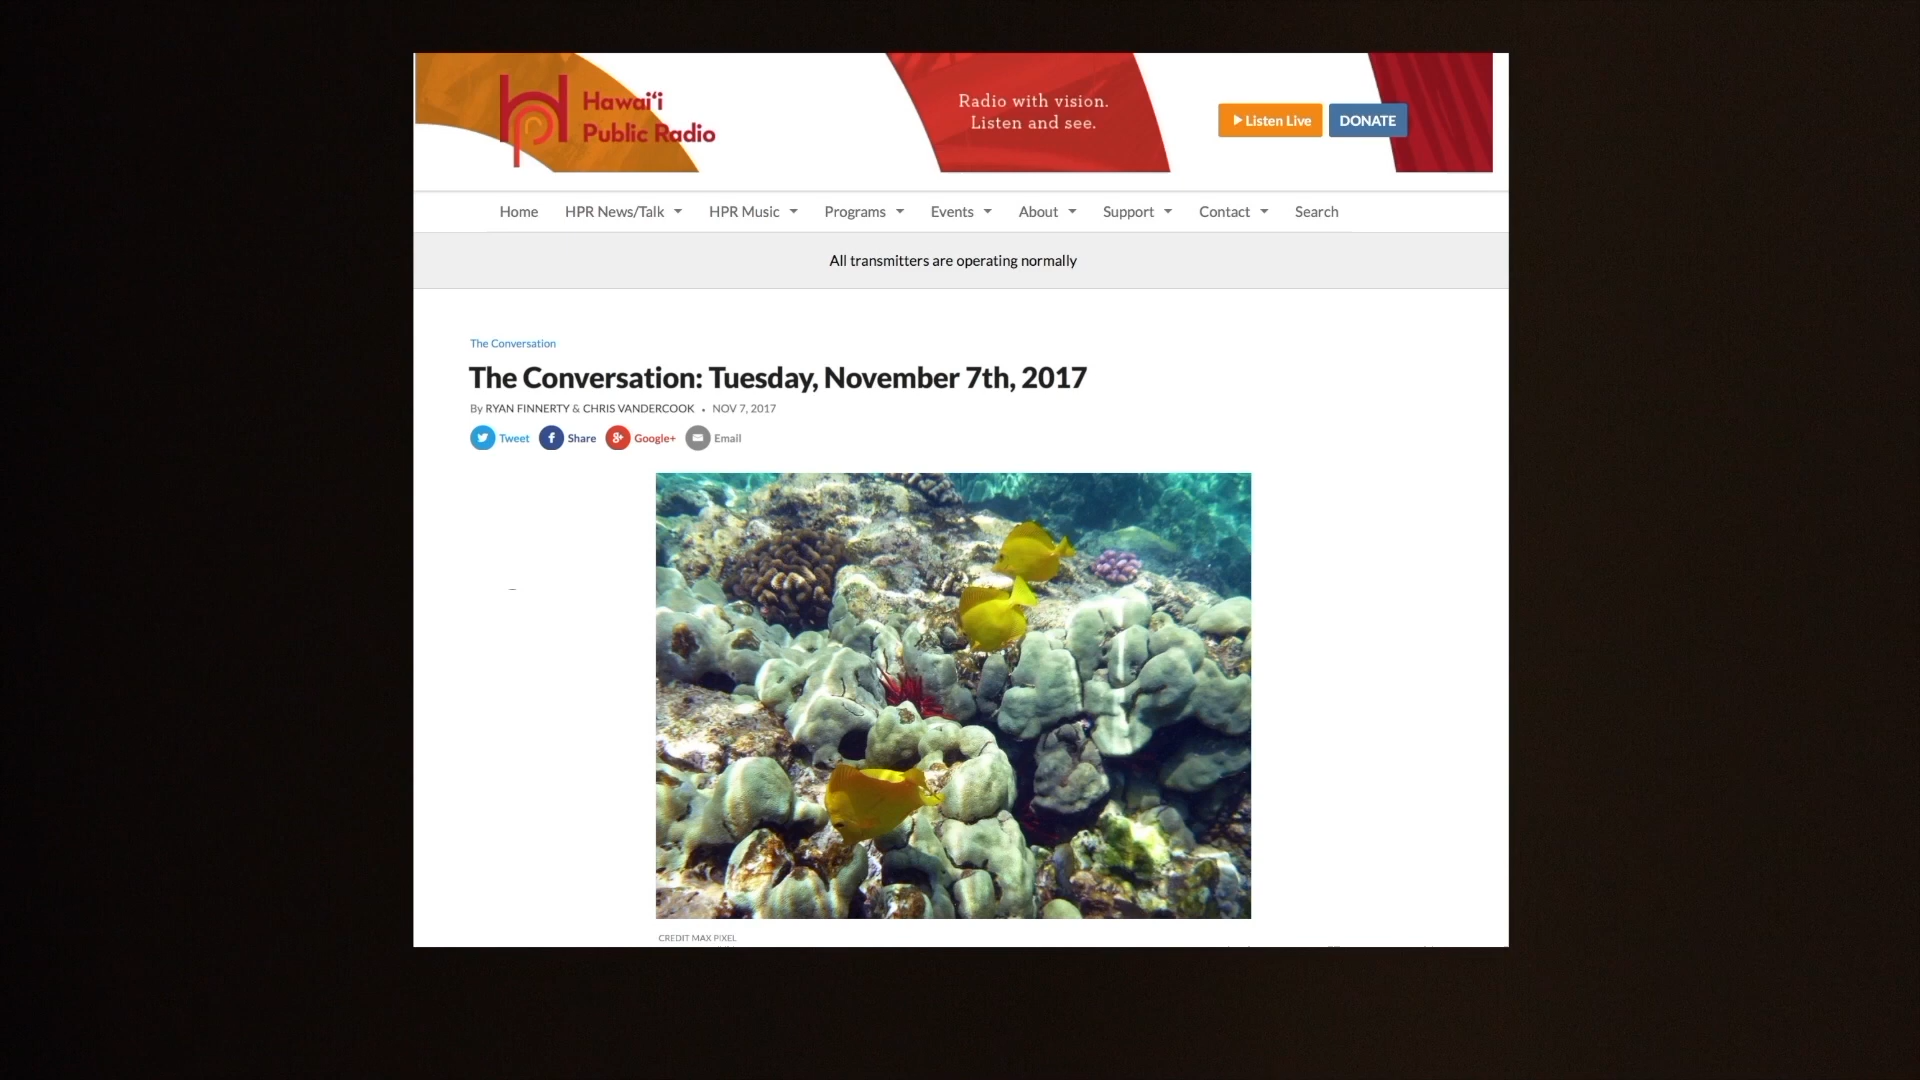 Hawaiʻi
Public Radio
Radio with vision.
Listen and see.
Listen Live
DONATE
Home HPR News/Talk HPR Music Programs Events About Support Contact Search
All transmitters are operating normally
The Conversation
The Conversation: Tuesday, November 7th, 2017
By RYAN FINNERTY & CHRIS VANDERCOOK • NOV 7, 2017
Tweet Share Google+ Email
CREDIT MAX PIXEL